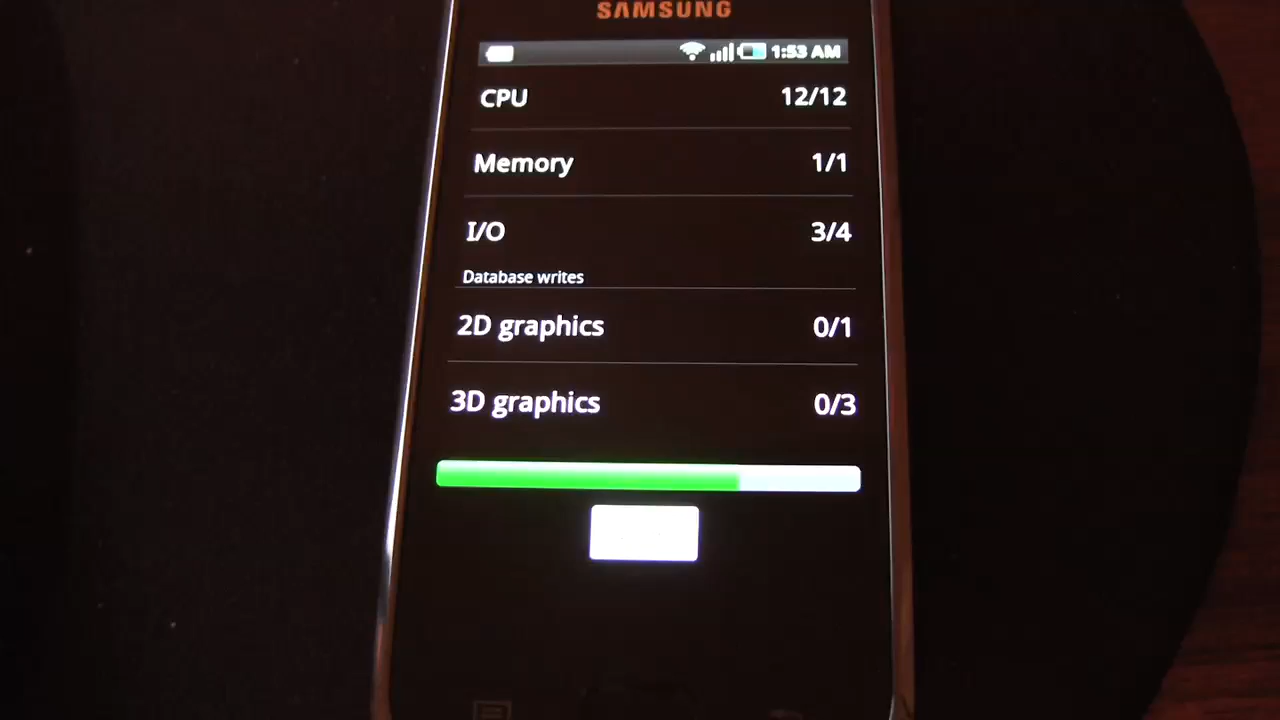 SAMSUNG
1:53 AM
CPU 12/12
Memory 1/1
I/O 3/4
Database writes
2D graphics 0/1
3D graphics 0/3